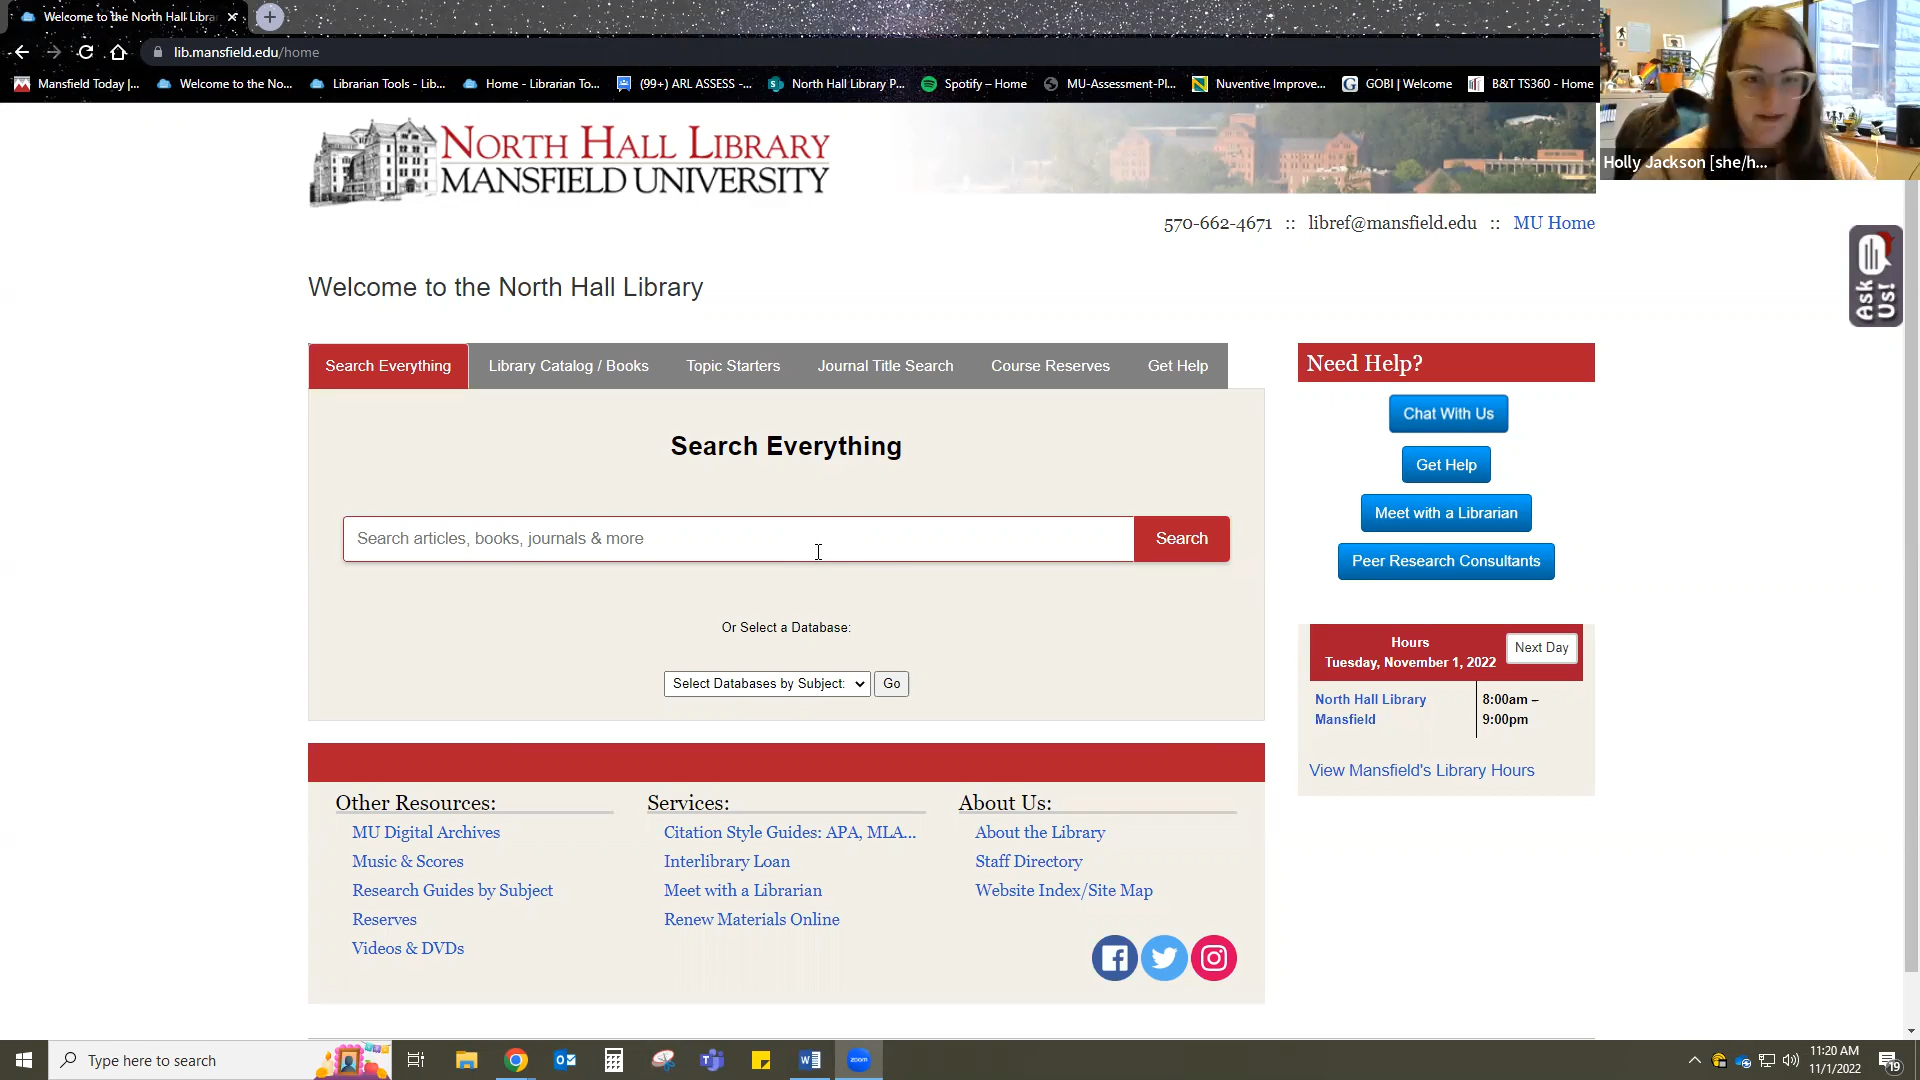 Welcome to the North Hall Libra
lib.mansfield.edu/home
Mansfield Today |...
Welcome to the No...
Librarian Tools - Lib...
Home - Librarian To...
(99+) ARL ASSESS -...
North Hall Library P...
Spotify – Home
MU-Assessment-Pl...
Nuventive Improve...
GOBI | Welcome
B&T TS360 - Home
Holly Jackson [she/h...
NORTH HALL LIBRARY
MANSFIELD UNIVERSITY
570-662-4671 :: libref@mansfield.edu :: MU Home
Ask Us!
Welcome to the North Hall Library
Search Everything
Library Catalog / Books
Topic Starters
Journal Title Search
Course Reserves
Get Help
Search Everything
Search articles, books, journals & more
Search
Or Select a Database:
Select Databases by Subject:
Go
Need Help?
Chat With Us
Get Help
Meet with a Librarian
Peer Research Consultants
Hours
Tuesday, November 1, 2022
Next Day
North Hall Library
Mansfield
8:00am –
9:00pm
View Mansfield's Library Hours
Other Resources:
MU Digital Archives
Music & Scores
Research Guides by Subject
Reserves
Videos & DVDs
Services:
Citation Style Guides: APA, MLA...
Interlibrary Loan
Meet with a Librarian
Renew Materials Online
About Us:
About the Library
Staff Directory
Website Index/Site Map
Type here to search
zoom
11:20 AM
11/1/2022
19